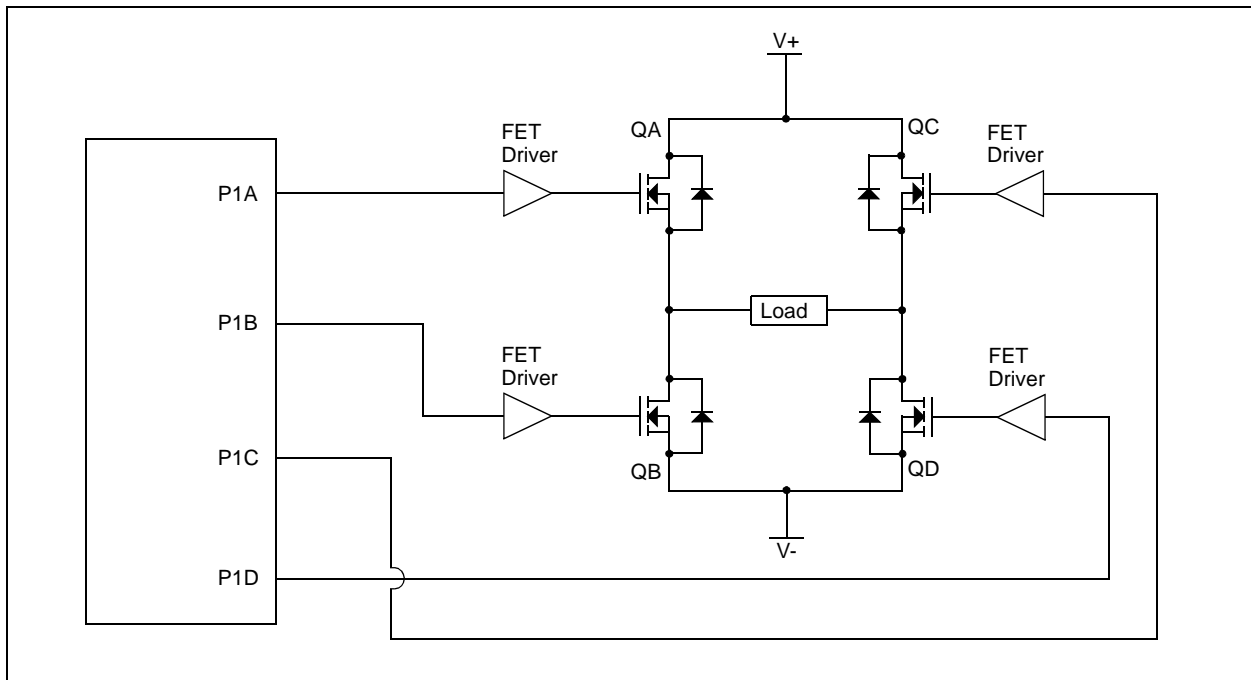 V+
FET
Driver
QA
QC
FET
Driver
P1A
P1B
Load
FET
Driver
FET
Driver
P1C
QB
QD
V-
P1D